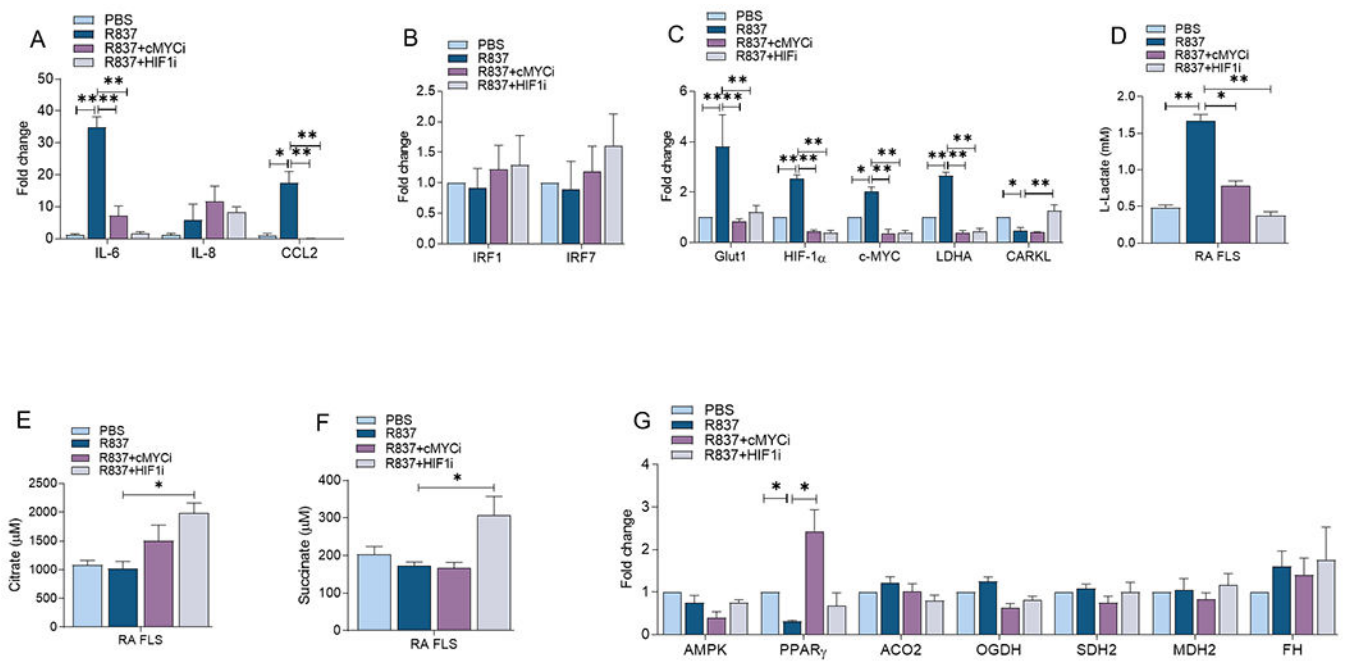 A
PBS
R837
R837+cMYCi
R837+HIF1i
Fold change
50
40
30
20
10
0
** ** **
* ** **
IL-6 IL-8 CCL2
B
PBS
R837
R837+cMYCi
R837+HIF1i
Fold change
2.5
2.0
1.5
1.0
0.5
0.0
IRF1 IRF7
C
PBS
R837
R837+cMYCi
R837+HIFi
Fold change
6
4
2
0
** ** **
** ** **
* ** **
** ** **
* **
Glut1 HIF-1α c-MYC LDHA CARKL
D
PBS
R837
R837+cMYCi
R837+HIF1i
L-Lactate (mM)
2.0
1.5
1.0
0.5
0.0
** * **
RA FLS
E
PBS
R837
R837+cMYCi
R837+HIF1i
Citrate (µM)
2500
2000
1500
1000
500
0
*
RA FLS
F
PBS
R837
R837+cMYCi
R837+HIF1i
Succinate (µM)
400
300
200
100
0
*
RA FLS
G
PBS
R837
R837+cMYCi
R837+HIF1i
Fold change
4
3
2
1
0
* *
AMPK PPARγ ACO2 OGDH SDH2 MDH2 FH